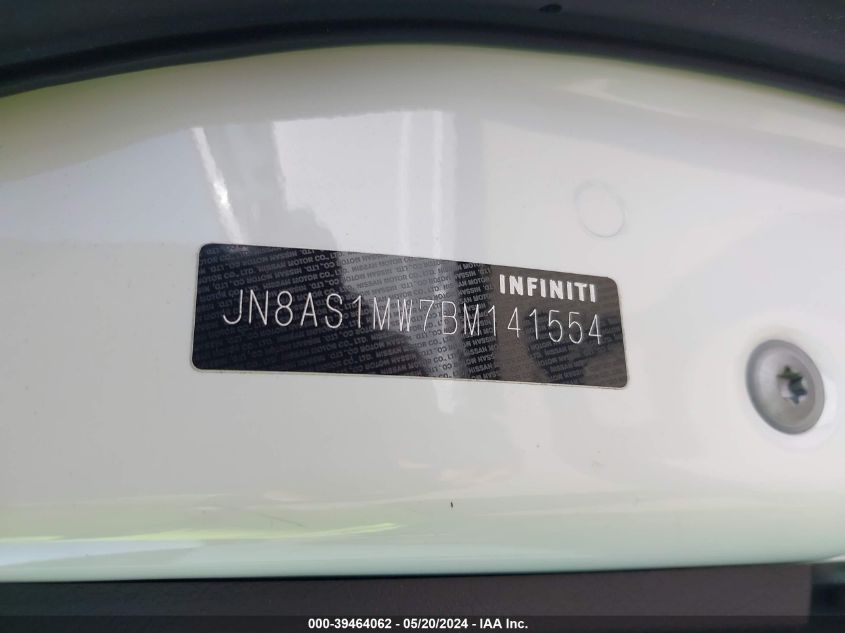 INFINITI
JN8AS1MW7BM141554
000-39464062 - 05/20/2024 - IAA Inc.